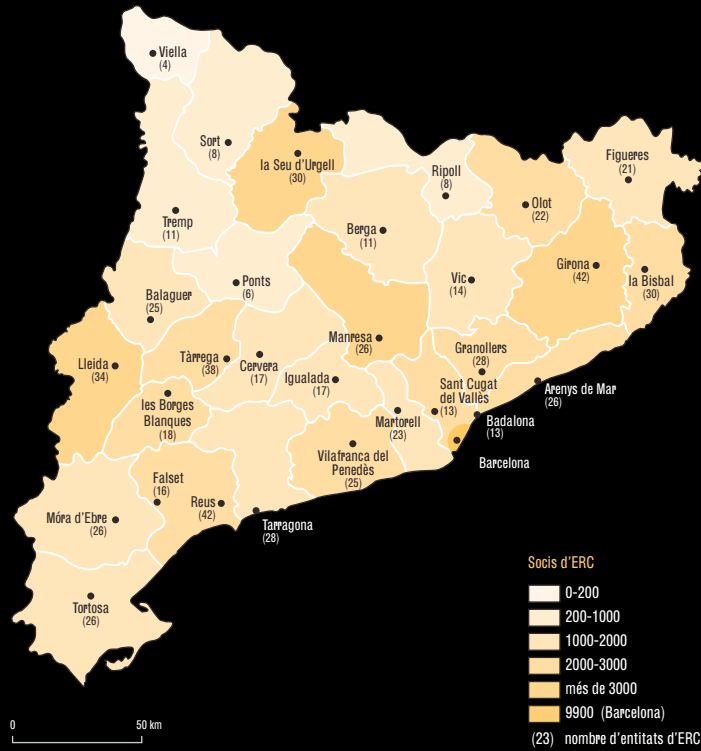 Viella
(4)
Sort
(8)
la Seu d'Urgell
(30)
Ripoll
(8)
Figueres
(21)
Olot
(22)
Tremp
(11)
Berga
(11)
Girona
(42)
la Bisbal
(30)
Vic
(14)
Ponts
(6)
Balaguer
(25)
Manresa
(26)
Granollers
(28)
Lleida
(34)
Tàrrega
(38)
Cervera
(17)
Igualada
(17)
Sant Cugat
del Vallès
(13)
Arenys de Mar
(26)
les Borges
Blanques
(18)
Martorell
(23)
Badalona
(13)
Barcelona
Vilafranca del
Penedès
(25)
Falset
(16)
Reus
(42)
Móra d'Ebre
(26)
Tarragona
(28)
Tortosa
(26)
Socis d'ERC
0-200
200-1000
1000-2000
2000-3000
més de 3000
9900 (Barcelona)
(23) nombre d'entitats d'ERC
0 50 km